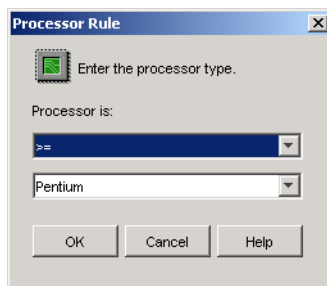 Processor Rule
Enter the processor type.
Processor is:
>=
Pentium
OK Cancel Help